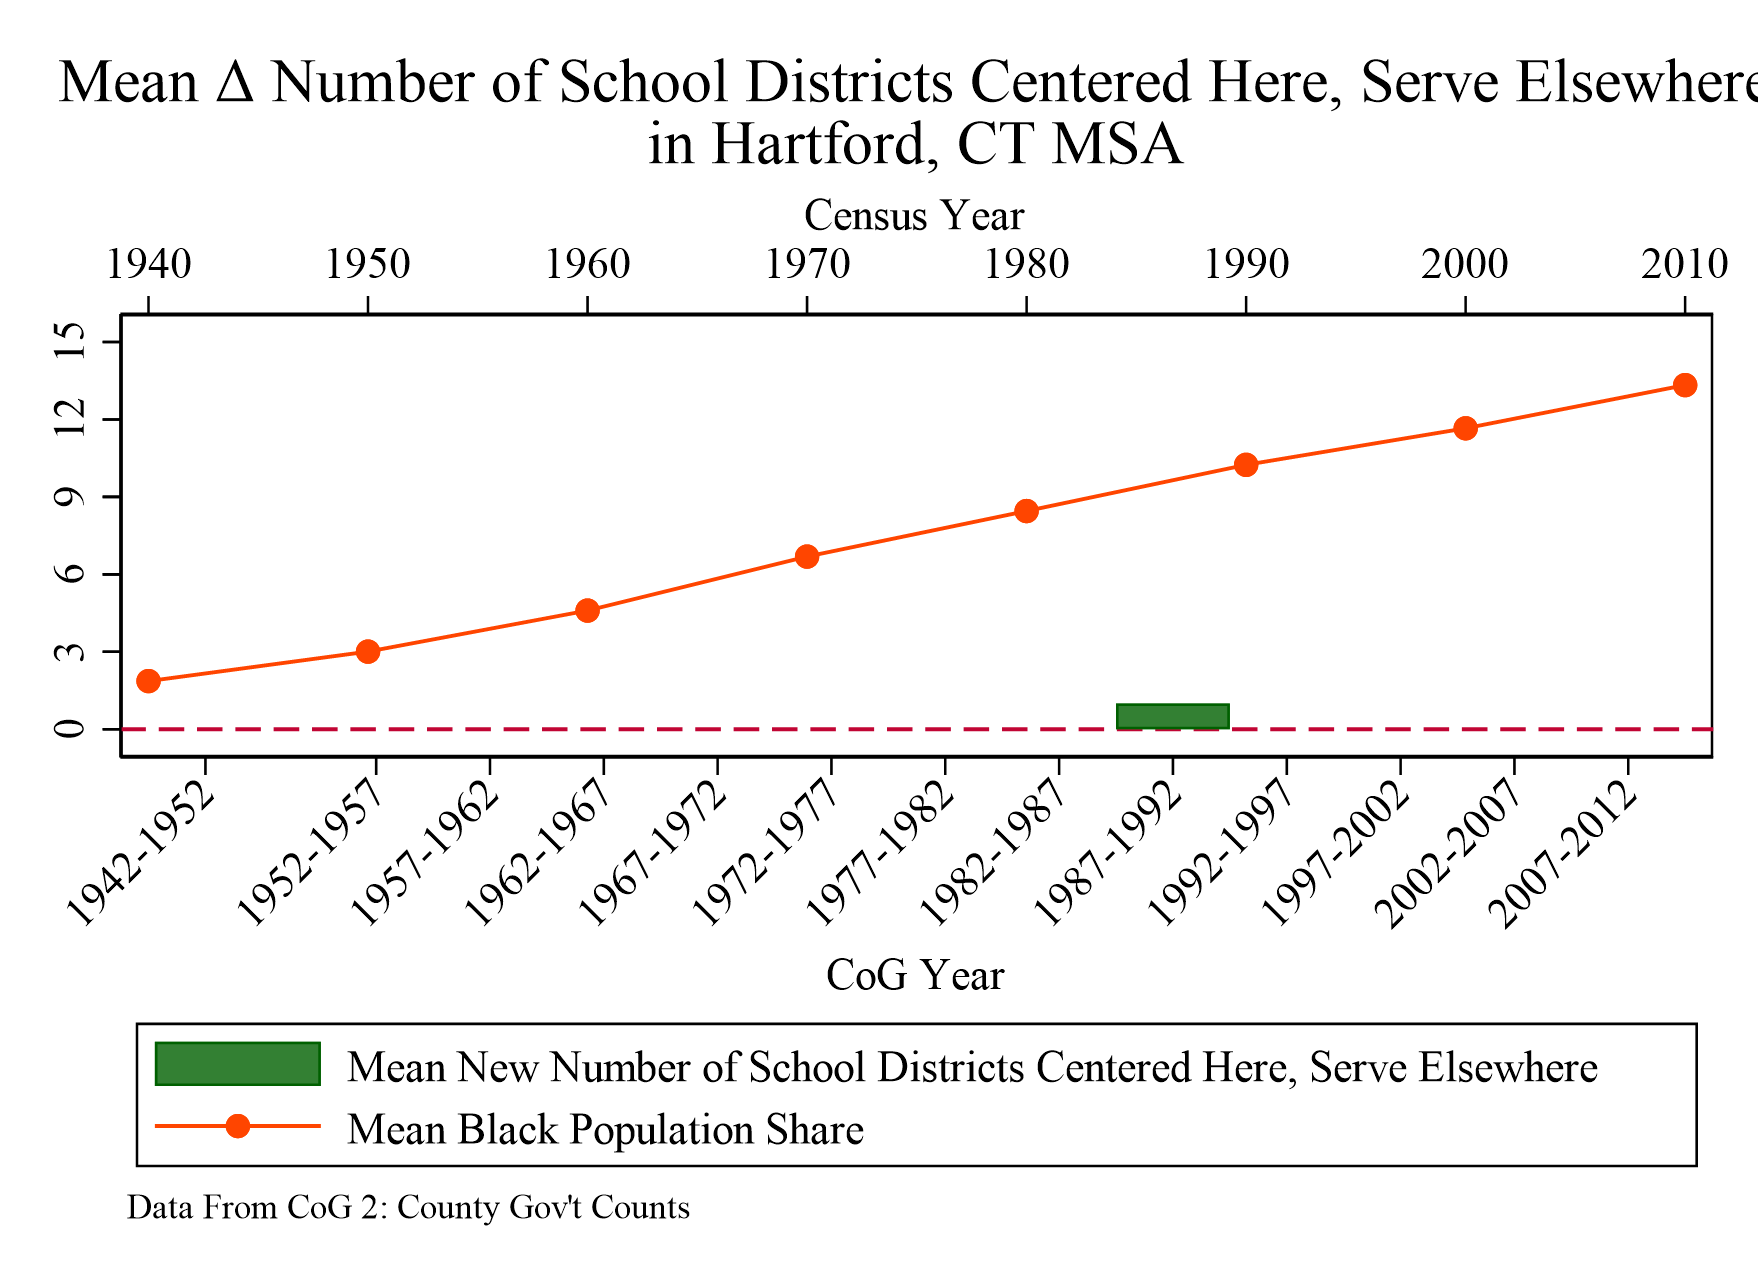 Mean Δ Number of School Districts Centered Here, Serve Elsewhere
in Hartford, CT MSA
Census Year
1940 1950 1960 1970 1980 1990 2000 2010
15
12
9
6
3
0
1942-1952 1952-1957 1957-1962 1962-1967 1967-1972 1972-1977 1977-1982 1982-1987 1987-1992 1992-1997 1997-2002 2002-2007 2007-2012
CoG Year
Mean New Number of School Districts Centered Here, Serve Elsewhere
Mean Black Population Share
Data From CoG 2: County Gov't Counts